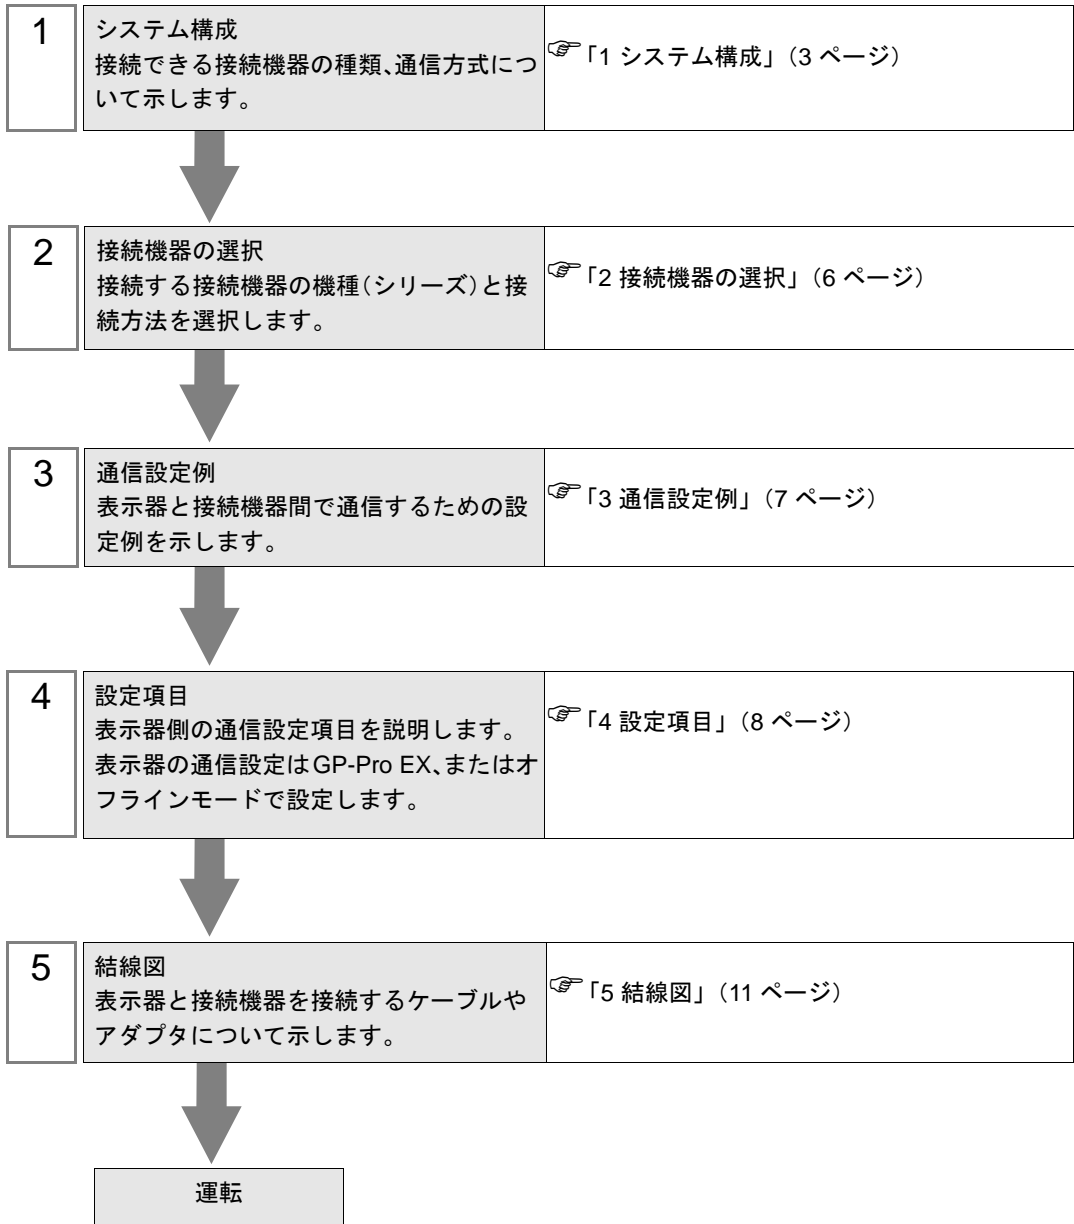 1
システム構成
接続できる接続機器の種類、通信方式につ
いて示します。
☞「1 システム構成」（3 ページ）
2
接続機器の選択
接続する接続機器の機種（シリーズ）と接
続方法を選択します。
☞「2 接続機器の選択」（6 ページ）
3
通信設定例
表示器と接続機器間で通信するための設
定例を示します。
☞「3 通信設定例」（7 ページ）
4
設定項目
表示器側の通信設定項目を説明します。
表示器の通信設定はGP-Pro EX、またはオ
フラインモードで設定します。
☞「4 設定項目」（8 ページ）
5
結線図
表示器と接続機器を接続するケーブルや
アダプタについて示します。
☞「5 結線図」（11 ページ）
運転